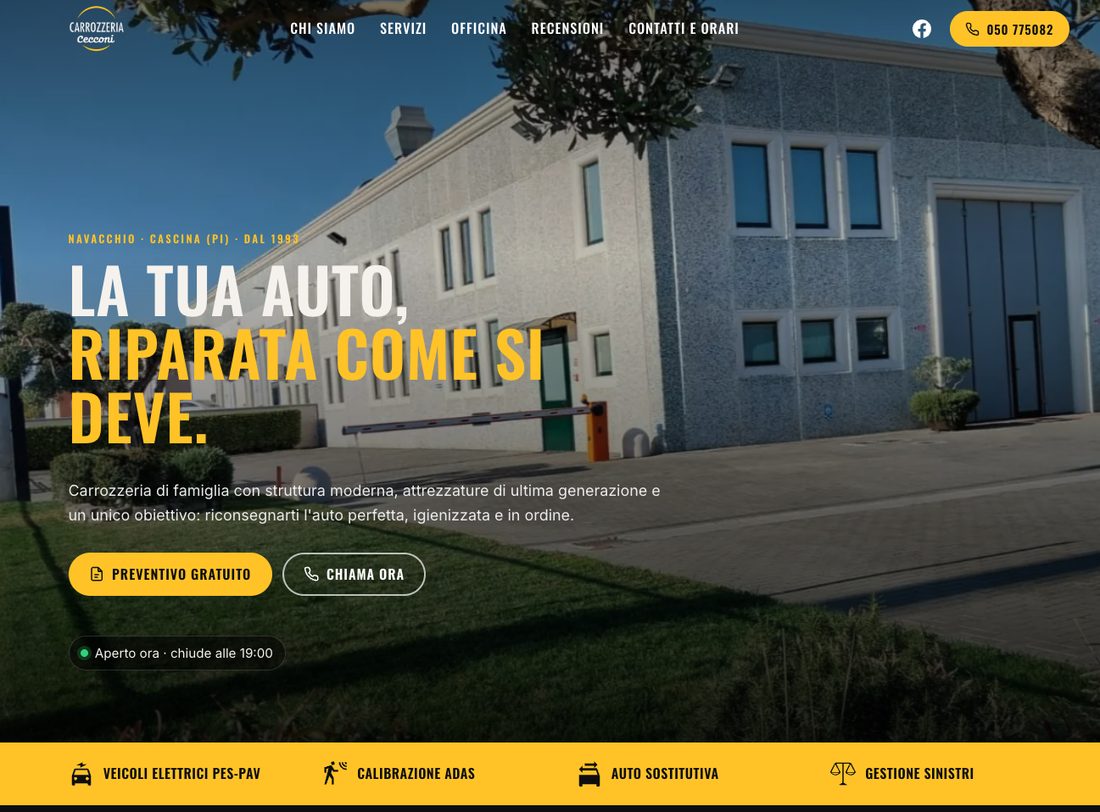 CARROZZERIA
Cecconi
CHI SIAMO SERVIZI OFFICINA RECENSIONI CONTATTI E ORARI
050 775082
NAVACCHIO · CASCINA (PI) · DAL 1993
LA TUA AUTO,
RIPARATA COME SI
DEVE.
Carrozzeria di famiglia con struttura moderna, attrezzature di ultima generazione e
un unico obiettivo: riconsegnarti l'auto perfetta, igienizzata e in ordine.
PREVENTIVO GRATUITO CHIAMA ORA
Aperto ora · chiude alle 19:00
VEICOLI ELETTRICI PES-PAV CALIBRAZIONE ADAS AUTO SOSTITUTIVA GESTIONE SINISTRI